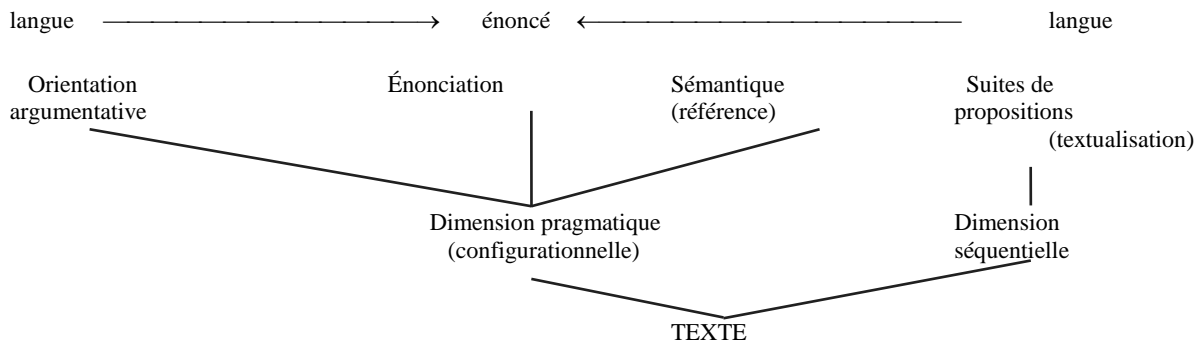 langue énoncé langue
Orientation Énonciation Sémantique Suites de
argumentative (référence) propositions
(textualisation)
Dimension pragmatique Dimension
(configurationnelle) séquentielle
TEXTE